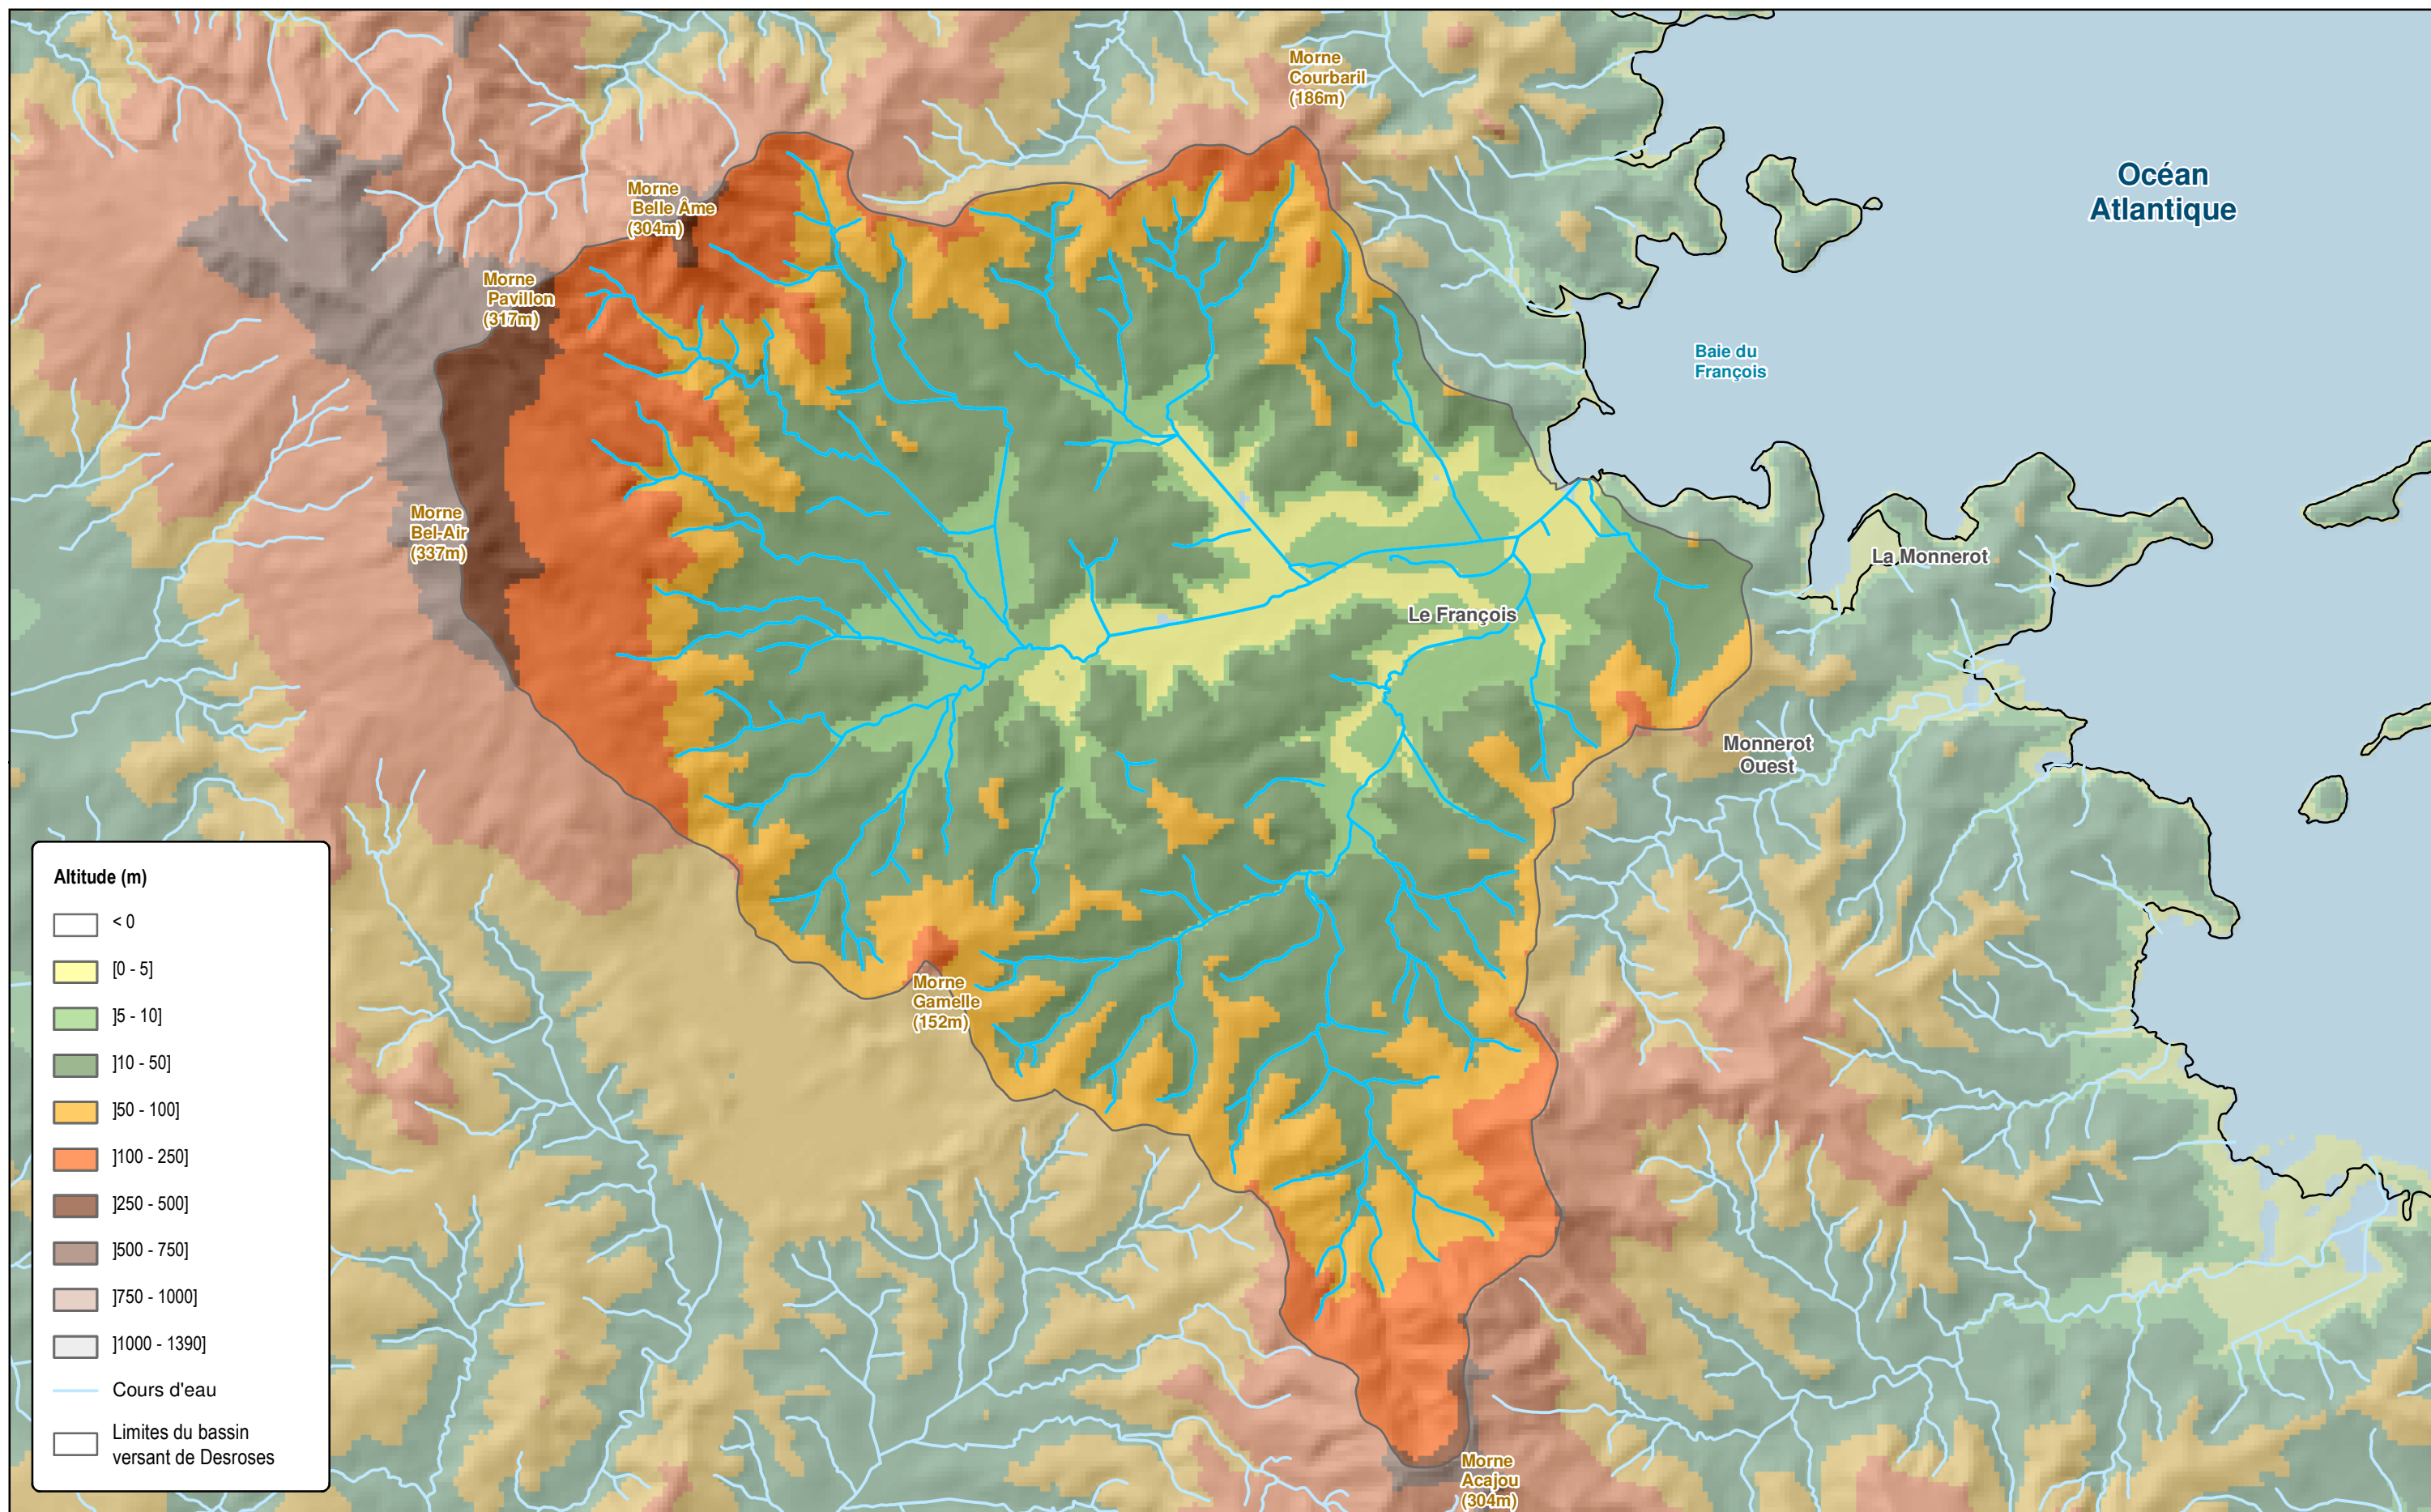 Morne
Courbaril
(186m)
Océan
Atlantique
Morne
Belle Âme
(304m)
Morne
Pavillon
(317m)
Baie du
François
Morne
Bel-Air
(337m)
La Monnerot
Le François
Monnerot
Ouest
Morne
Gamelle
(152m)
Morne
Acajou
(304m)
Altitude (m)
< 0
[0 - 5]
]5 - 10]
]10 - 50]
]50 - 100]
]100 - 250]
]250 - 500]
]500 - 750]
]750 - 1000]
]1000 - 1390]
Cours d'eau
Limites du bassin
versant de Desroses